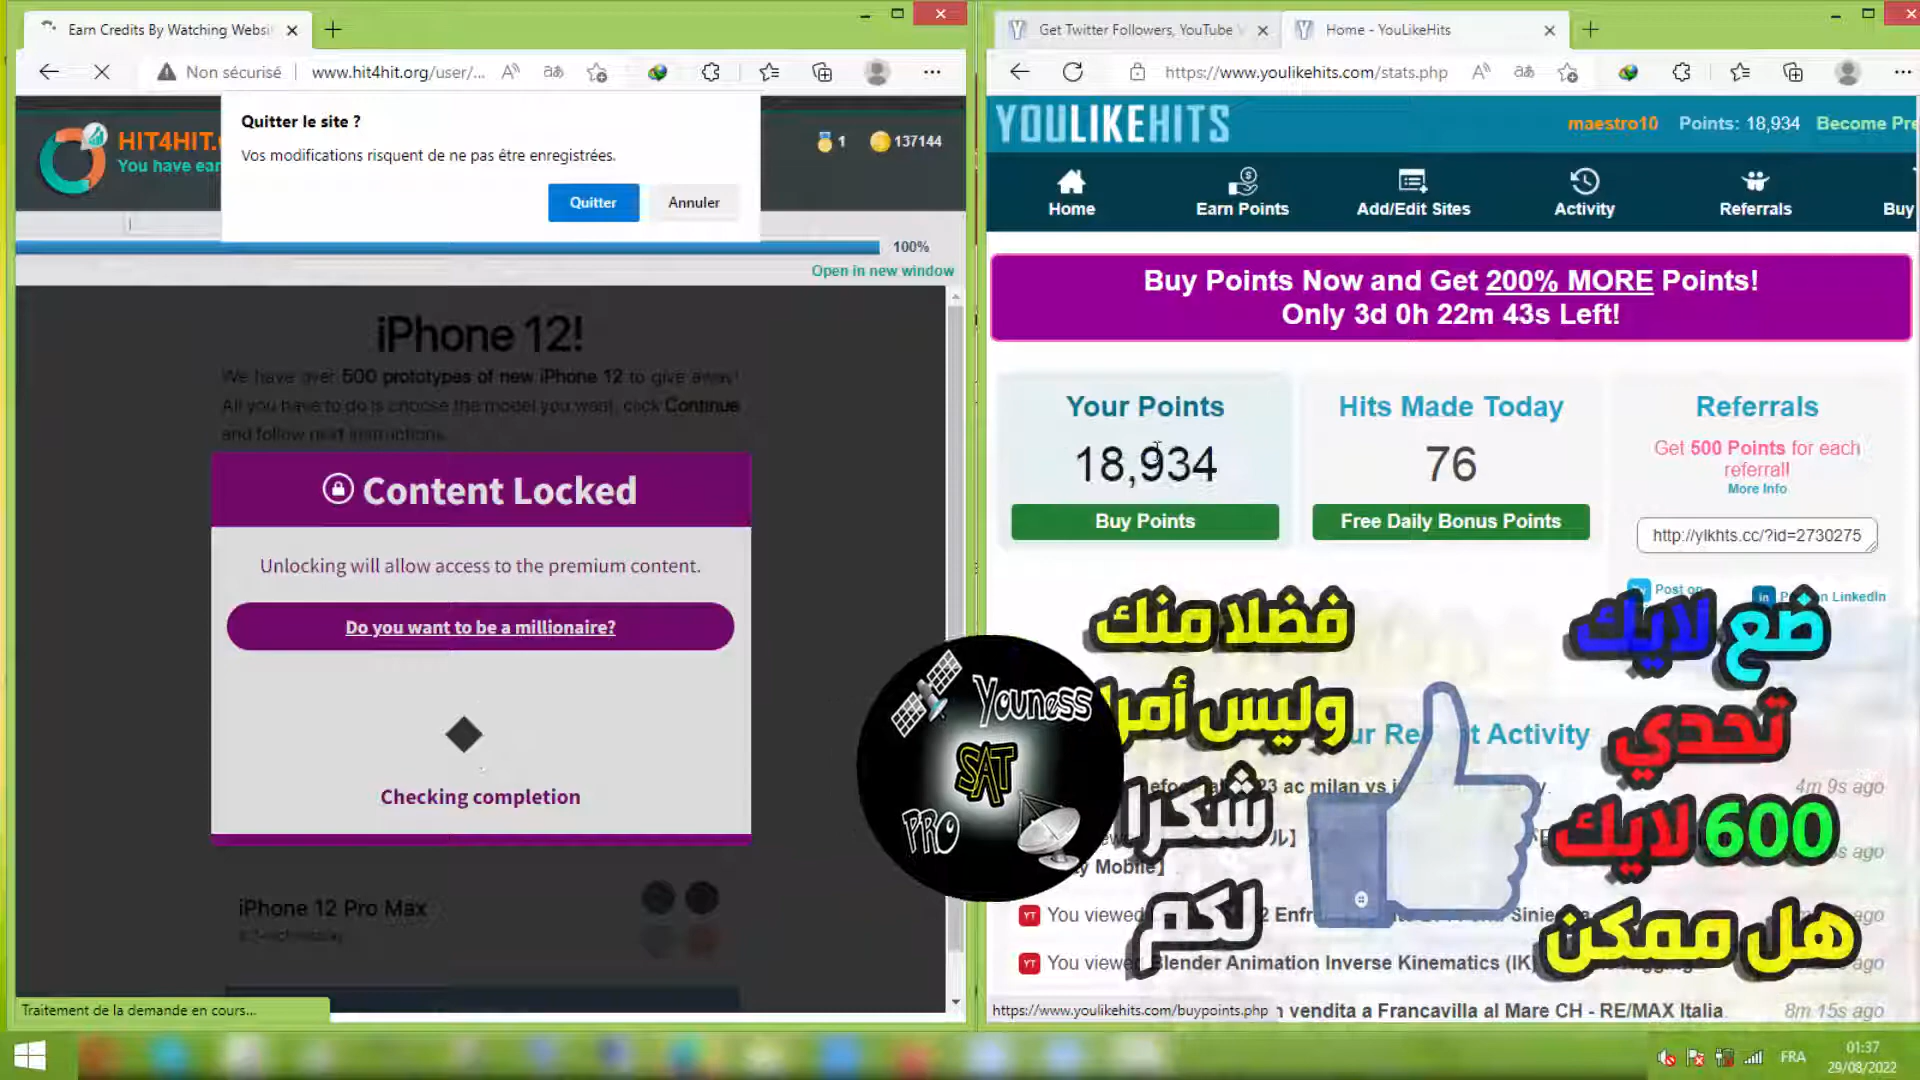 Earn Credits By Watching Websi
Non sécurisé
www.hit4hit.org/user/...
Quitter le site ?
Vos modifications risquent de ne pas être enregistrées.
Quitter
Annuler
HIT4HIT.
You have ear
1
137144
100%
Open in new window
iPhone 12!
We have over 500 prototypes of new iPhone 12 to give away!
All you have to do is choose the model you want, click Continue
and follow next instructions.
Content Locked
Unlocking will allow access to the premium content.
Do you want to be a millionaire?
Checking completion
iPhone 12 Pro Max
Traitement de la demande en cours...
Get Twitter Followers, YouTube
Home - YouLikeHits
https://www.youlikehits.com/stats.php
YOULIKEHITS
maestro10
Points: 18,934
Become Pre
Home
Earn Points
Add/Edit Sites
Activity
Referrals
Buy
Buy Points Now and Get 200% MORE Points!
Only 3d 0h 22m 43s Left!
Your Points
18,934
Buy Points
Hits Made Today
76
Free Daily Bonus Points
Referrals
Get 500 Points for each
referral!
More Info
http://ylkhts.cc/?id=2730275
Post on
on LinkedIn
Activity
4m 9s ago
s ago
ty Mobile】
YT You viewed
ago
YT You viewed Blender Animation Inverse Kinematics (IK)
ago
n vendita a Francavilla al Mare CH - RE/MAX Italia.
8m 15s ago
https://www.youlikehits.com/buypoints.php
فضلا منك
وليس أمرا
شكرا
لكم
ضع لايك
تحدي
600 لايك
هل ممكن
Youness
SAT
PRO
FRA
01:37
29/08/2022